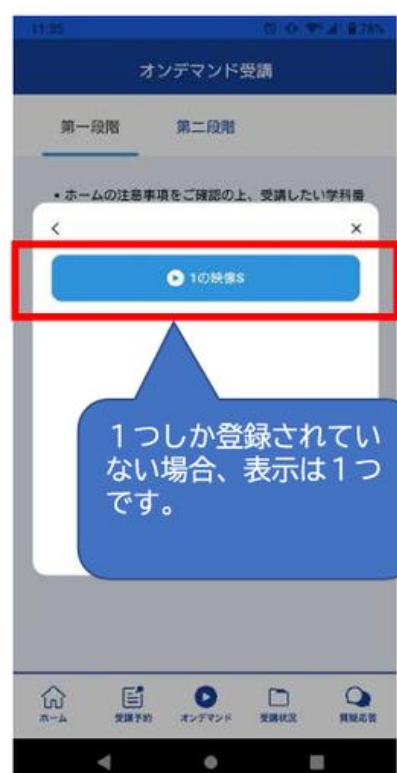 11:35
76%
オンデマンド受講
第一段階 第二段階
• ホームの注意事項をご確認の上、受講したい学科番
1の映像S
1つしか登録されてい
ない場合、表示は1つ
です。
ホーム 受講予約 オンデマンド 受講状況 質疑応答